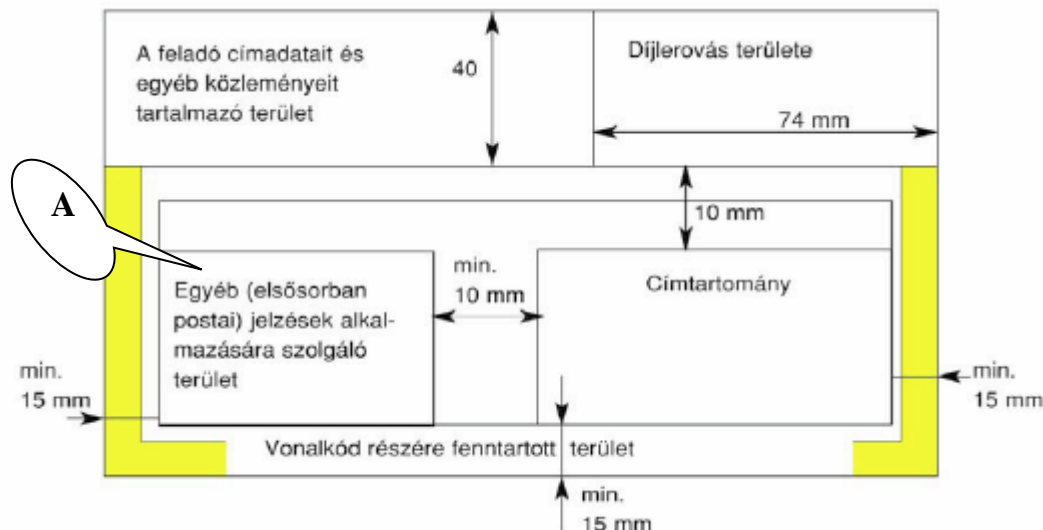 A feladó címadatait és
egyéb közleményeit
tartalmazó terület
40
Díjlerovás területe
74 mm
A
10 mm
Egyéb (elsősorban
postai) jelzések alkal-
mazására szolgáló
terület
min.
10 mm
Címtartomány
min.
15 mm
min.
15 mm
Vonalkód részére fenntartott terület
min.
15 mm